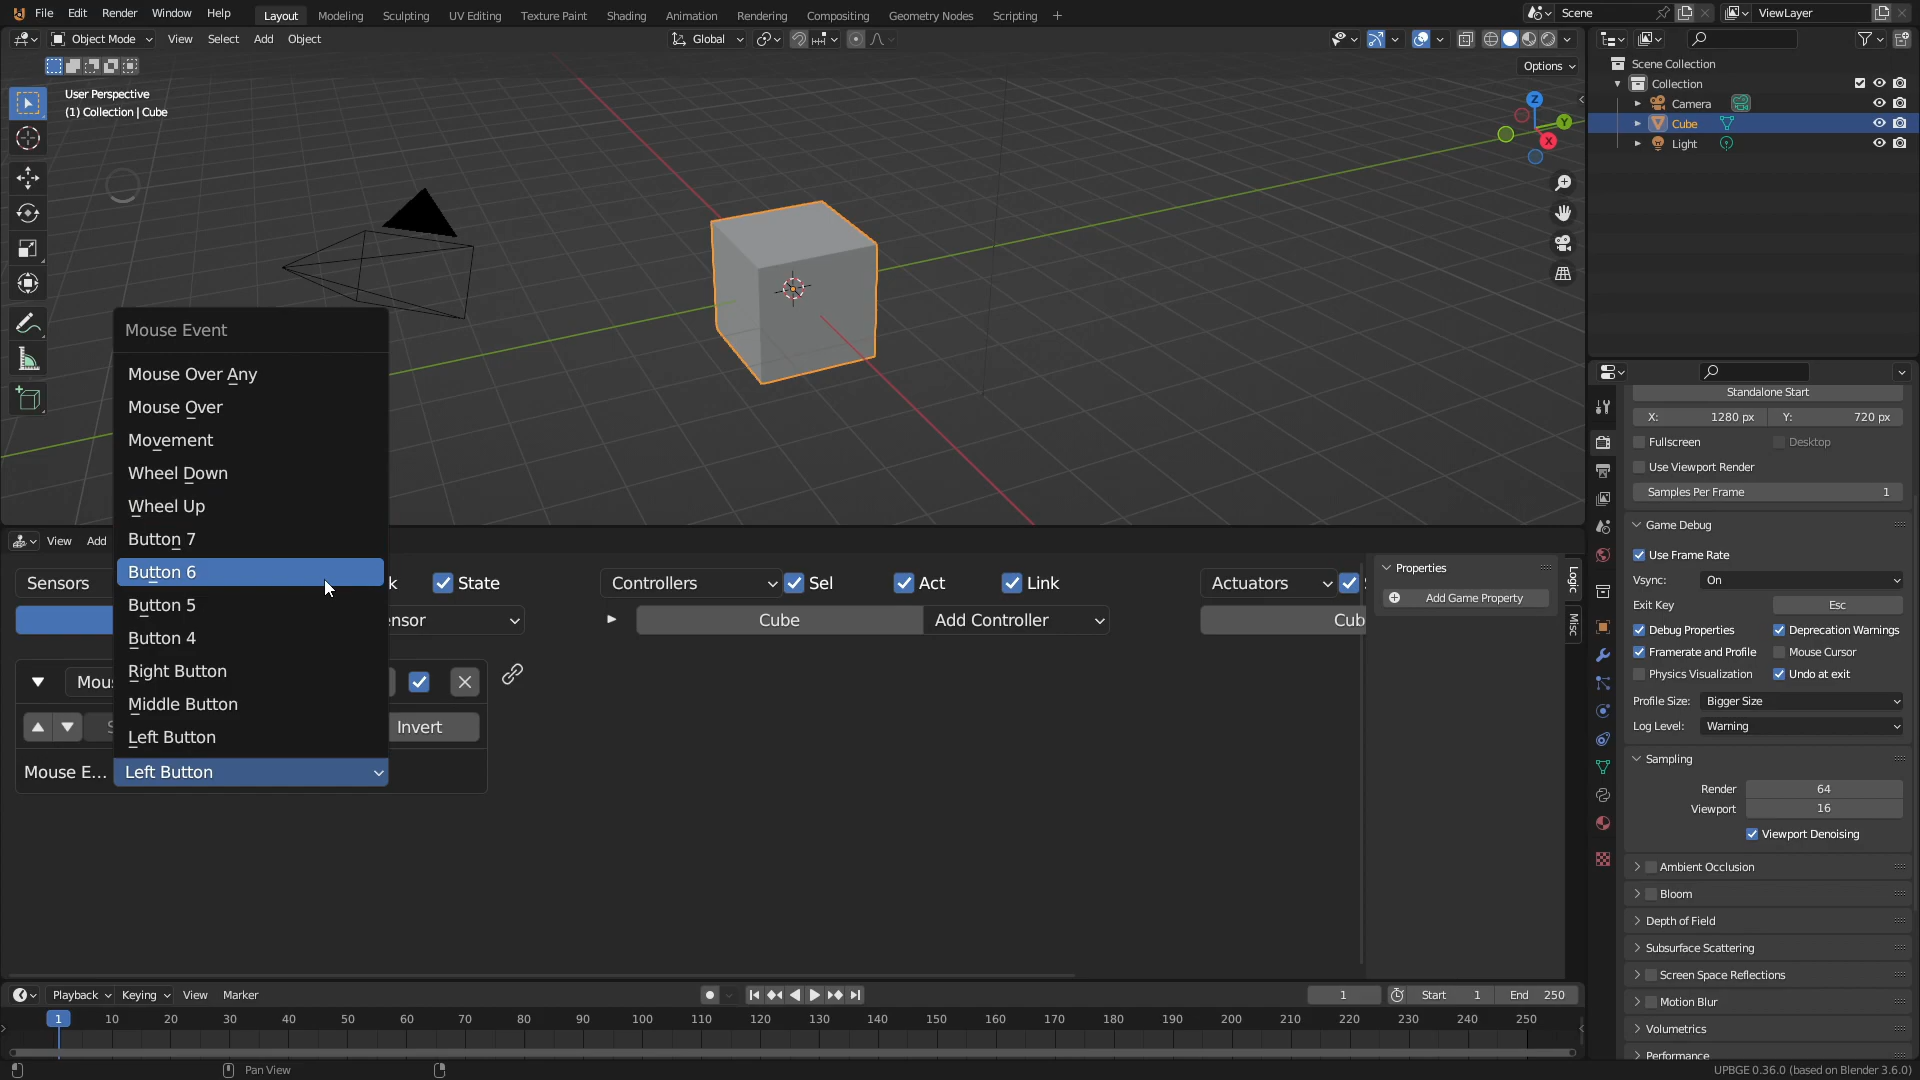 File Edit Render Window Help Layout Modeling Sculpting UV Editing Texture Paint Shading Animation Rendering Compositing Geometry Nodes Scripting + Scene ViewLayer
Object Mode View Select Add Object Global
Options
User Perspective
(1) Collection | Cube
Z
Y
X
Scene Collection
Collection
Camera
Cube
Light
Mouse Event
Mouse Over Any
Mouse Over
Movement
Wheel Down
Wheel Up
Button 7
Button 6
Button 5
Button 4
Right Button
Middle Button
Left Button
View Add
Sensors k State Controllers Sel Act Link Actuators
nsor Cube Add Controller Cub
Mous
S Invert
Mouse E... Left Button
Properties
Add Game Property
Logic
Misc
Standalone Start
X: 1280 px Y: 720 px
Fullscreen Desktop
Use Viewport Render
Samples Per Frame 1
Game Debug
Use Frame Rate
Vsync: On
Exit Key Esc
Debug Properties Deprecation Warnings
Framerate and Profile Mouse Cursor
Physics Visualization Undo at exit
Profile Size: Bigger Size
Log Level: Warning
Sampling
Render 64
Viewport 16
Viewport Denoising
Ambient Occlusion
Bloom
Depth of Field
Subsurface Scattering
Screen Space Reflections
Motion Blur
Volumetrics
Performance
Playback Keying View Marker 1 Start 1 End 250
1 10 20 30 40 50 60 70 80 90 100 110 120 130 140 150 160 170 180 190 200 210 220 230 240 250
Pan View UPBGE 0.36.0 (based on Blender 3.6.0)